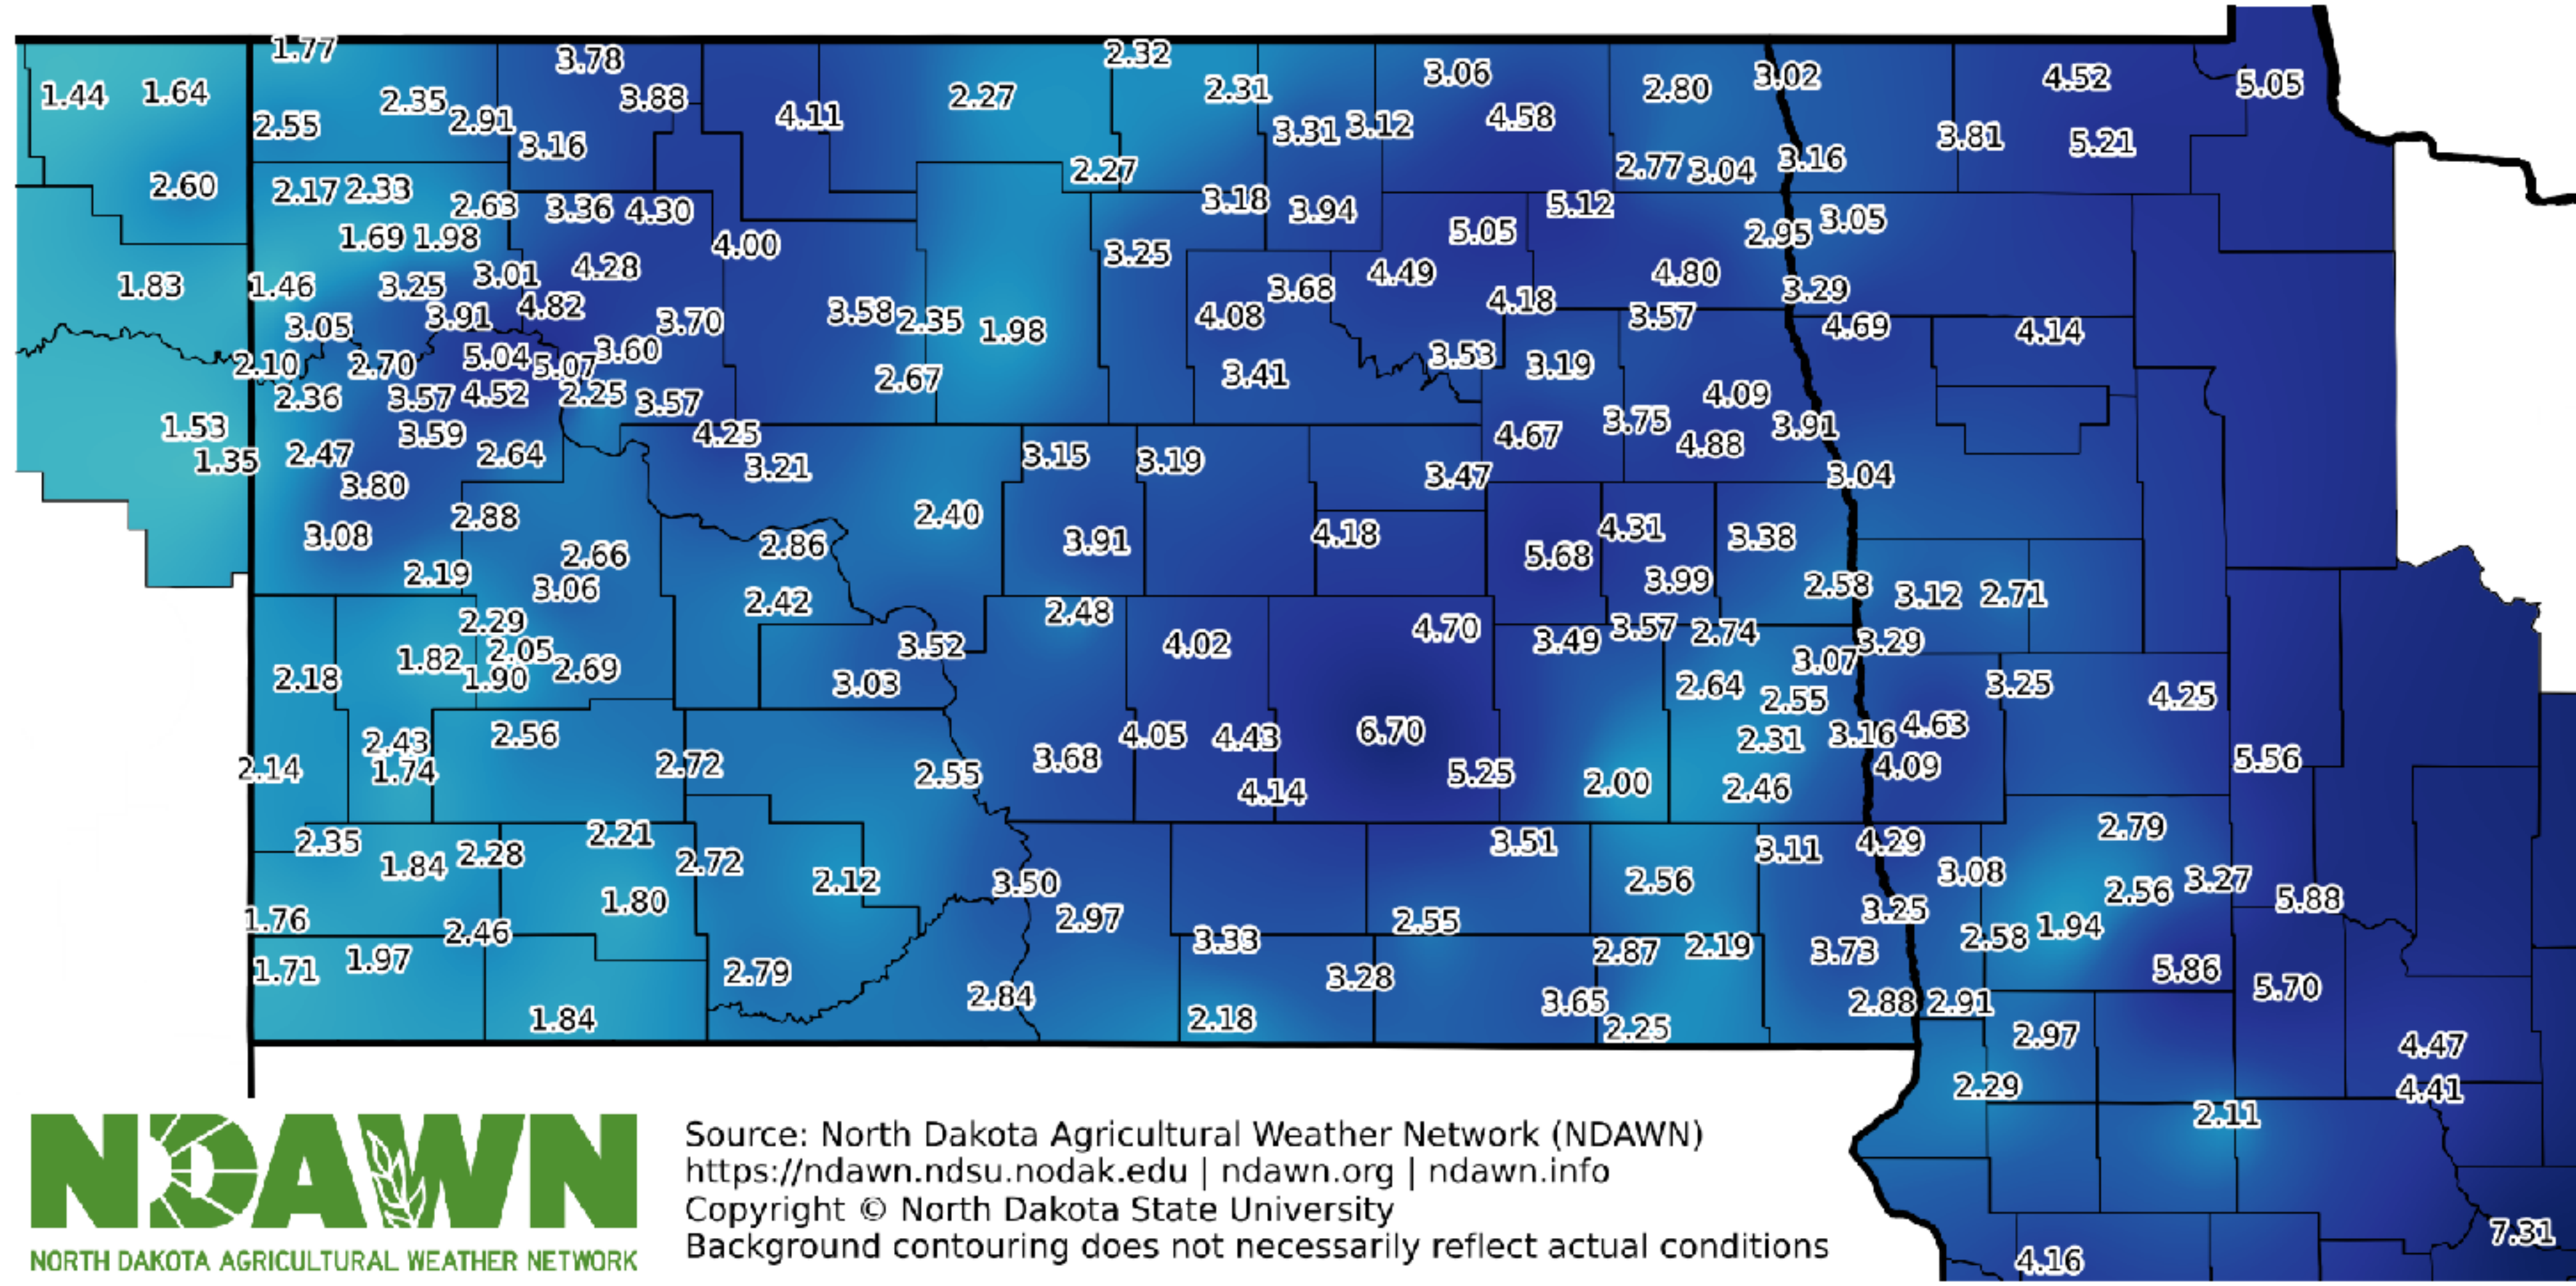 1.77
3.78
2.32
1.44 1.64 2.35 3.88 4.11 2.27 2.31 3.06 2.80 3.02 4.52 5.05
2.55 2.91 3.16 3.31 3.12 4.58 3.81 5.21
2.60 2.17 2.33 2.27 2.77 3.04 3.16
2.63 3.36 4.30 3.18 3.94 5.12
1.69 1.98 4.00 3.25 5.05 2.95 3.05
1.83 1.46 3.25 3.01 4.28 3.68 4.49 4.80 3.29
3.05 3.91 4.82 3.70 3.58 2.35 1.98 4.08 4.18 3.57 4.69 4.14
2.10 2.70 5.04 5.07 3.60 2.67 3.41 3.53 3.19
2.36 3.57 4.52 2.25 3.57 4.09
1.53 3.59 4.25 4.67 3.75 4.88 3.91
1.35 2.47 2.64 3.21 3.15 3.19 3.47 3.04
3.80
3.08 2.88 2.86 2.40 3.91 4.18 5.68 4.31 3.38
2.19 2.66 3.06 2.42 3.99 2.58 3.12 2.71
2.29 2.48 4.70 3.49 3.57 2.74 3.29
2.18 1.82 2.05 1.90 2.69 3.52 3.03 4.02 2.64 3.07 2.55 3.25 4.25
2.14 2.43 1.74 2.56 2.72 2.55 3.68 4.05 4.43 6.70 2.31 3.16 4.63
4.14 5.25 2.00 2.46 4.09 5.56
2.35 1.84 2.28 2.21 2.72 3.51 3.11 4.29 2.79
1.80 2.12 3.50 2.56 3.08 2.56 3.27 5.88
1.76 2.46 2.97 3.33 2.55 3.25 2.58 1.94
1.71 1.97 2.79 3.28 2.87 2.19 3.73 5.86 5.70
1.84 2.84 2.18 3.65 2.25 2.88 2.91 2.97 4.47
2.29 4.41
2.11
7.31
4.16
NDAWN
NORTH DAKOTA AGRICULTURAL WEATHER NETWORK
Source: North Dakota Agricultural Weather Network (NDAWN)
https://ndawn.ndsu.nodak.edu | ndawn.org | ndawn.info
Copyright © North Dakota State University
Background contouring does not necessarily reflect actual conditions